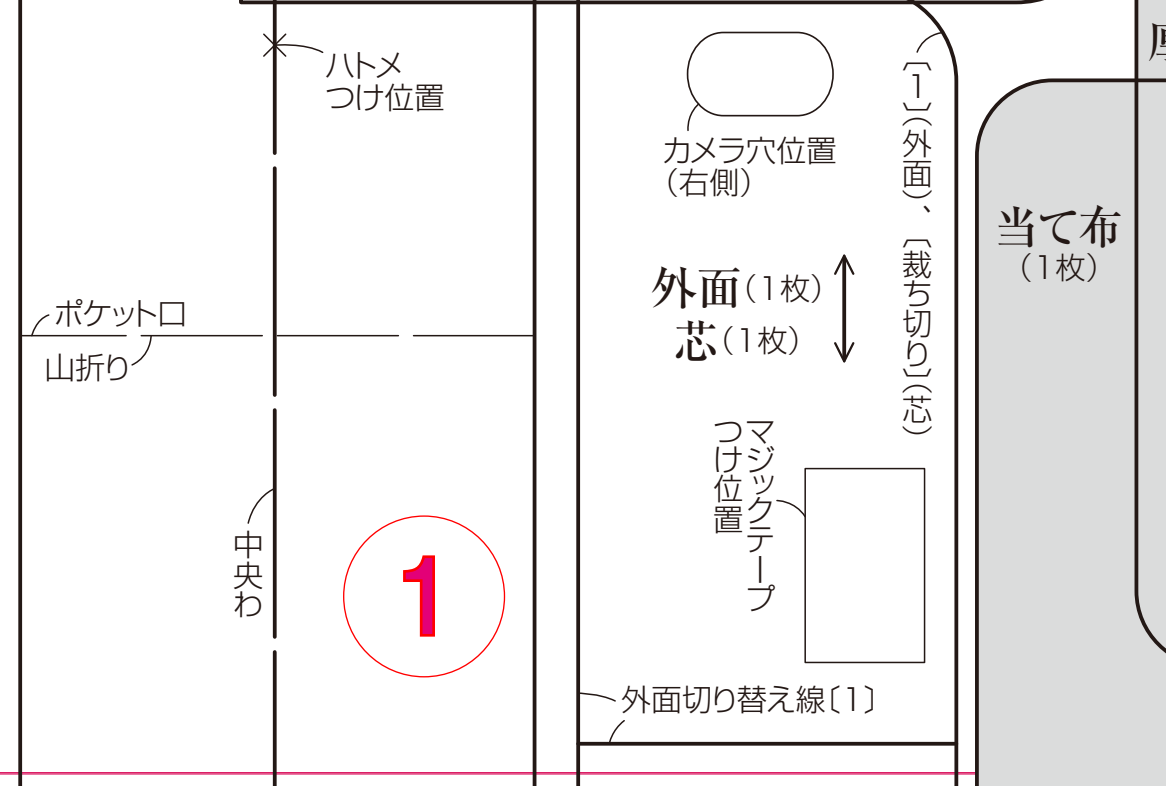 ハトメ
つけ位置
ポケット口
山折り
中央わ
1
カメラ穴位置
（右側）
外面（1枚）
芯（1枚）
〔1〕（外面）、〔裁ち切り〕（芯）
マジックテープ
つけ位置
外面切り替え線〔1〕
当て布
（1枚）